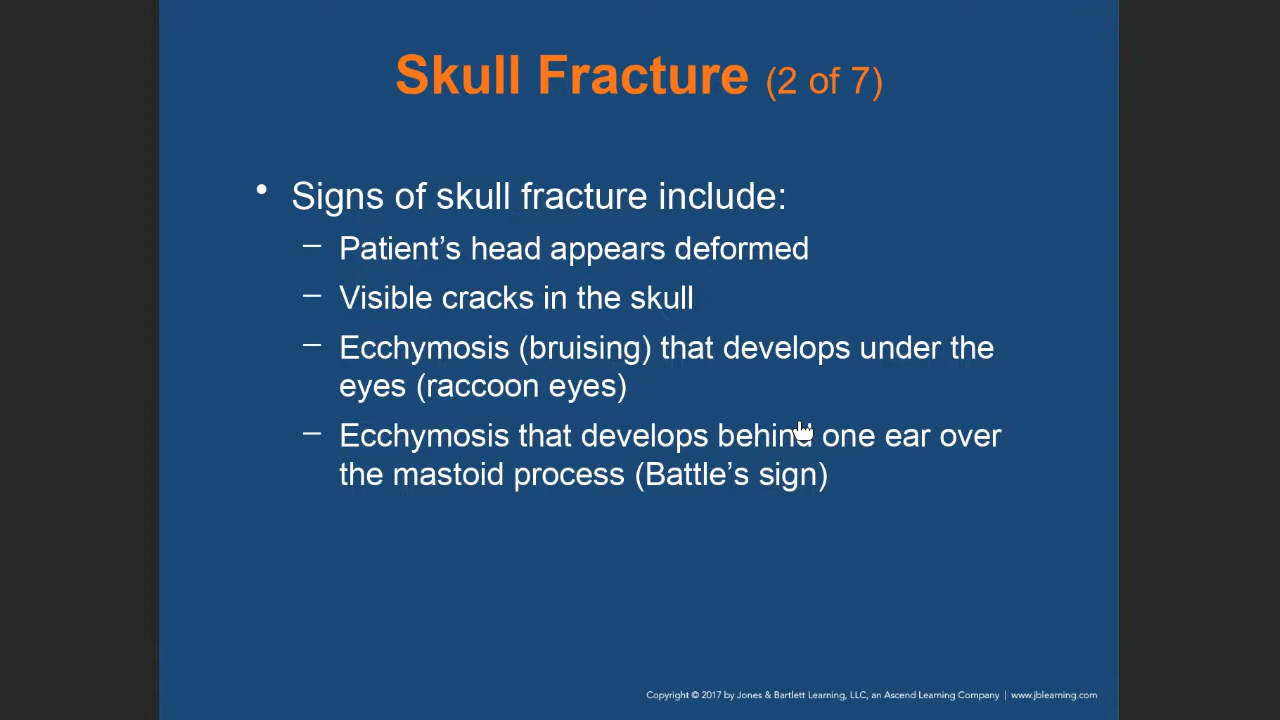 Skull Fracture (2 of 7)
• Signs of skull fracture include:
– Patient’s head appears deformed
– Visible cracks in the skull
– Ecchymosis (bruising) that develops under the
eyes (raccoon eyes)
– Ecchymosis that develops behind one ear over
the mastoid process (Battle’s sign)
Copyright © 2017 by Jones & Bartlett Learning, LLC, an Ascend Learning Company | www.jblearning.com